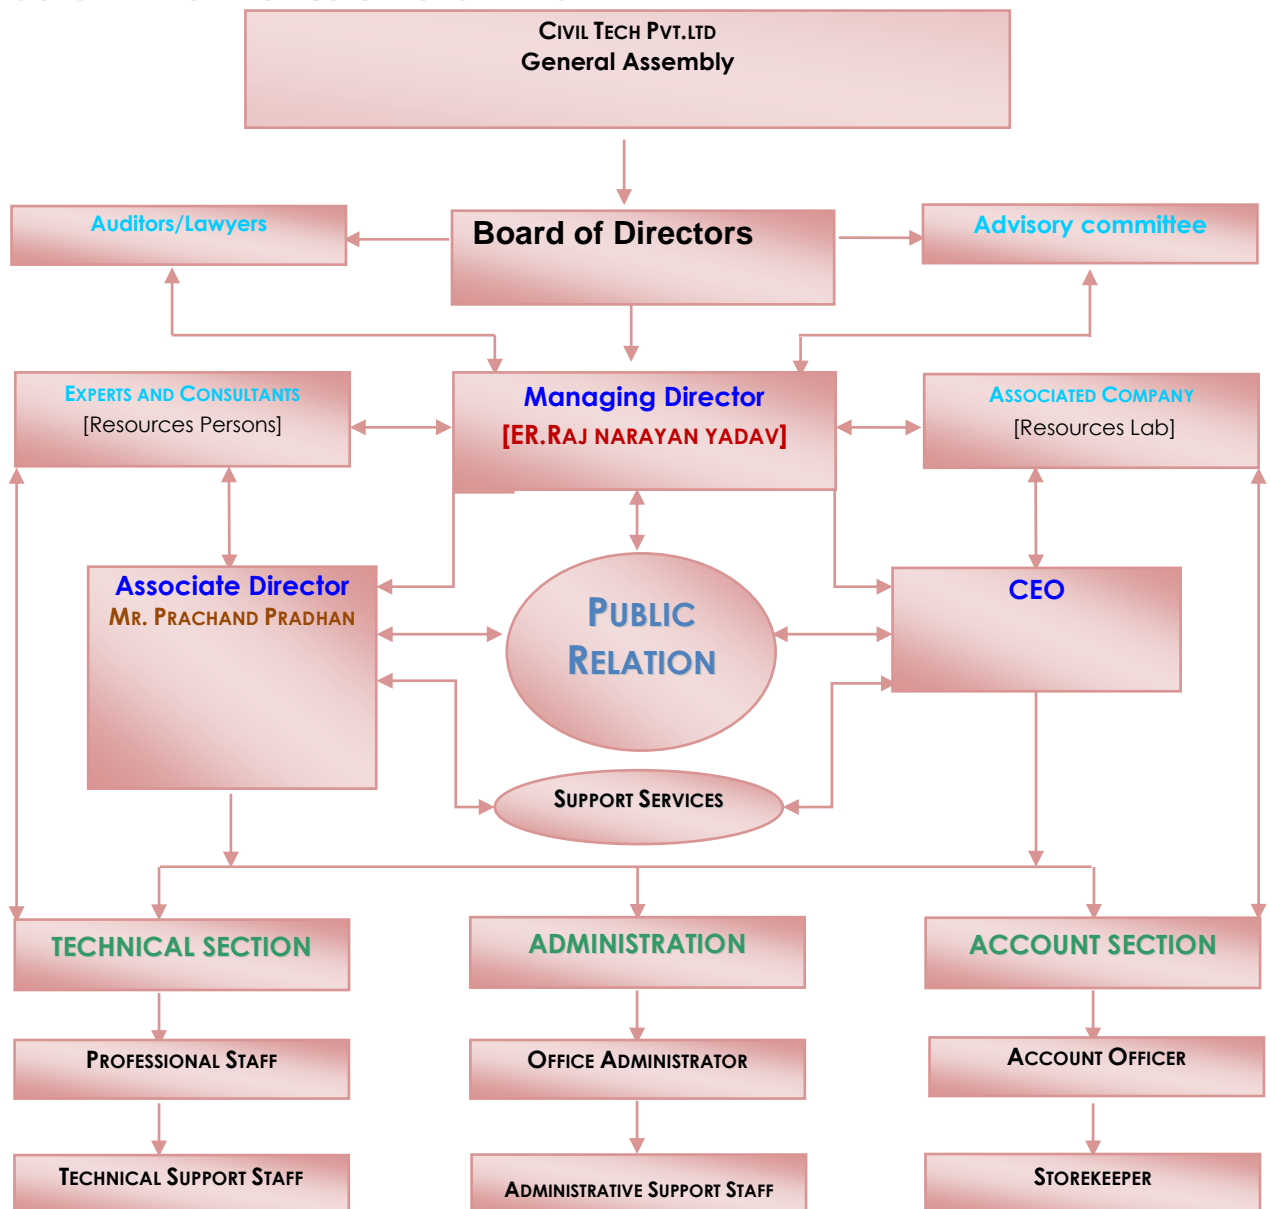 CIVIL TECH PVT.LTD
General Assembly
Auditors/Lawyers
Board of Directors
Advisory committee
EXPERTS AND CONSULTANTS
[Resources Persons]
Managing Director
[ER.RAJ NARAYAN YADAV]
ASSOCIATED COMPANY
[Resources Lab]
Associate Director
MR. PRACHAND PRADHAN
PUBLIC
RELATION
CEO
SUPPORT SERVICES
TECHNICAL SECTION
ADMINISTRATION
ACCOUNT SECTION
PROFESSIONAL STAFF
OFFICE ADMINISTRATOR
ACCOUNT OFFICER
TECHNICAL SUPPORT STAFF
ADMINISTRATIVE SUPPORT STAFF
STOREKEEPER